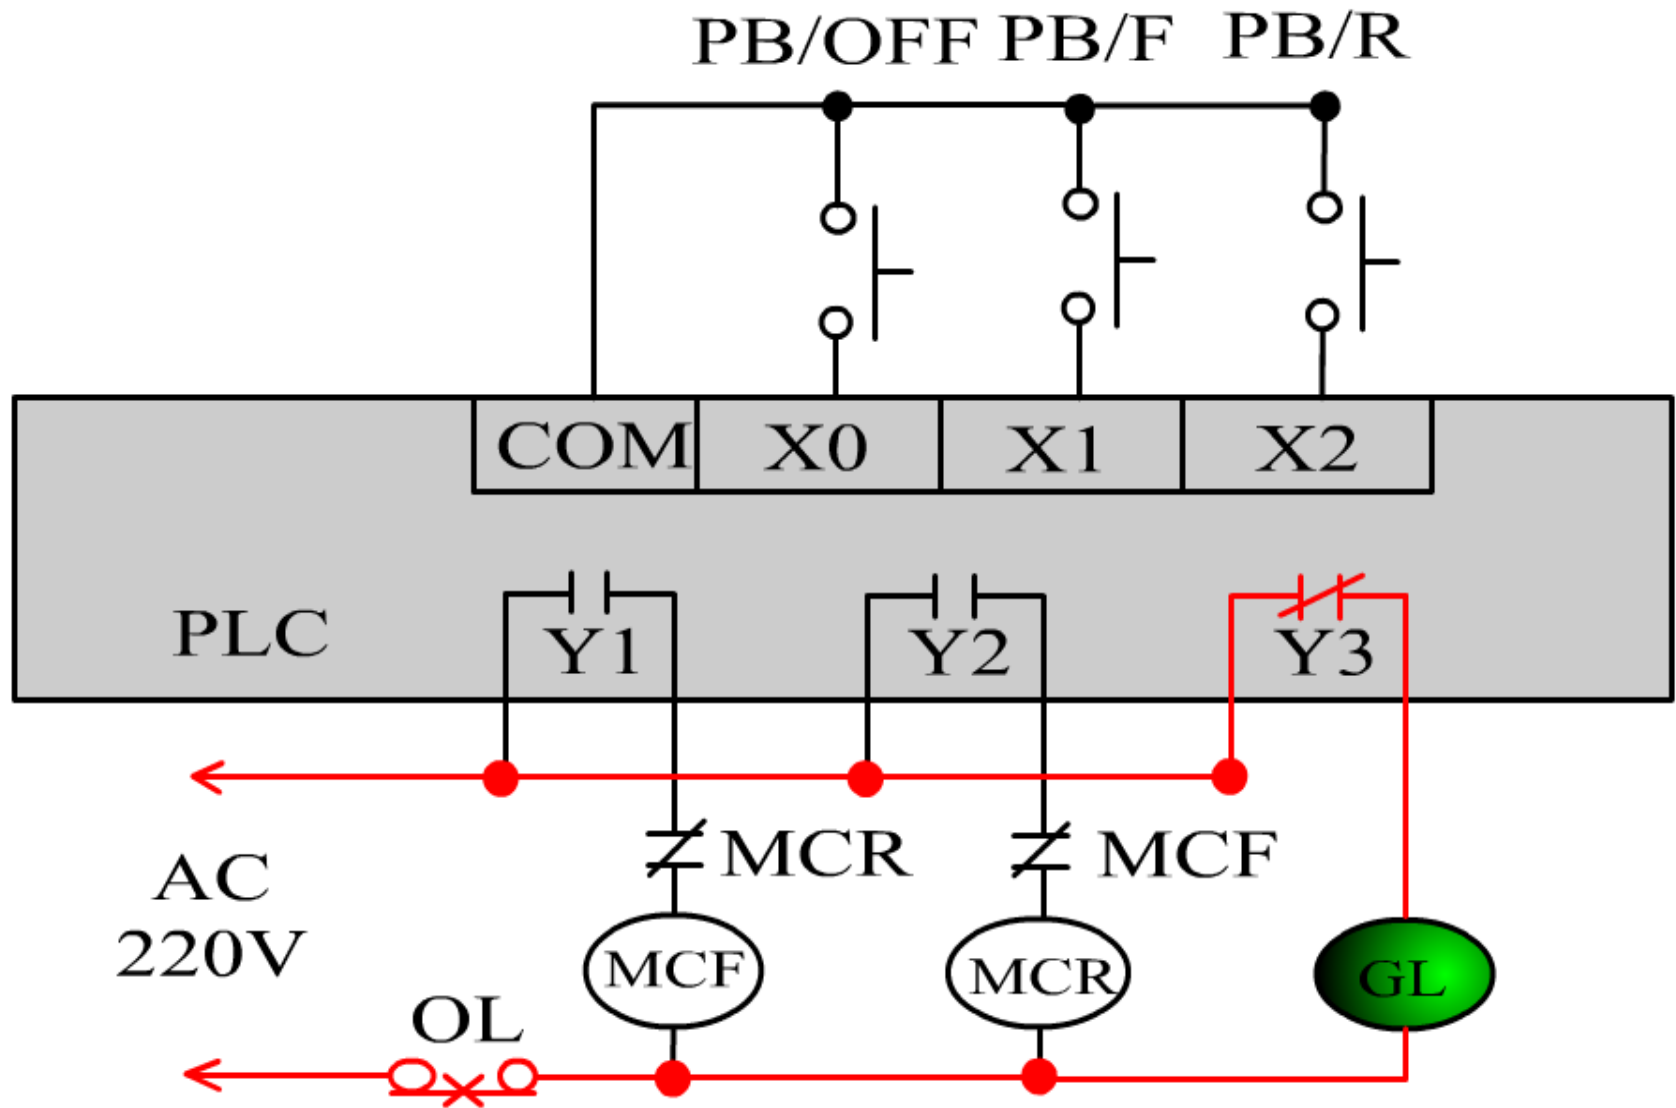 PB/OFF PB/F PB/R
COM X0 X1 X2
PLC Y1 Y2 Y3
MCR MCF
AC
220V
MCF MCR GL
OL